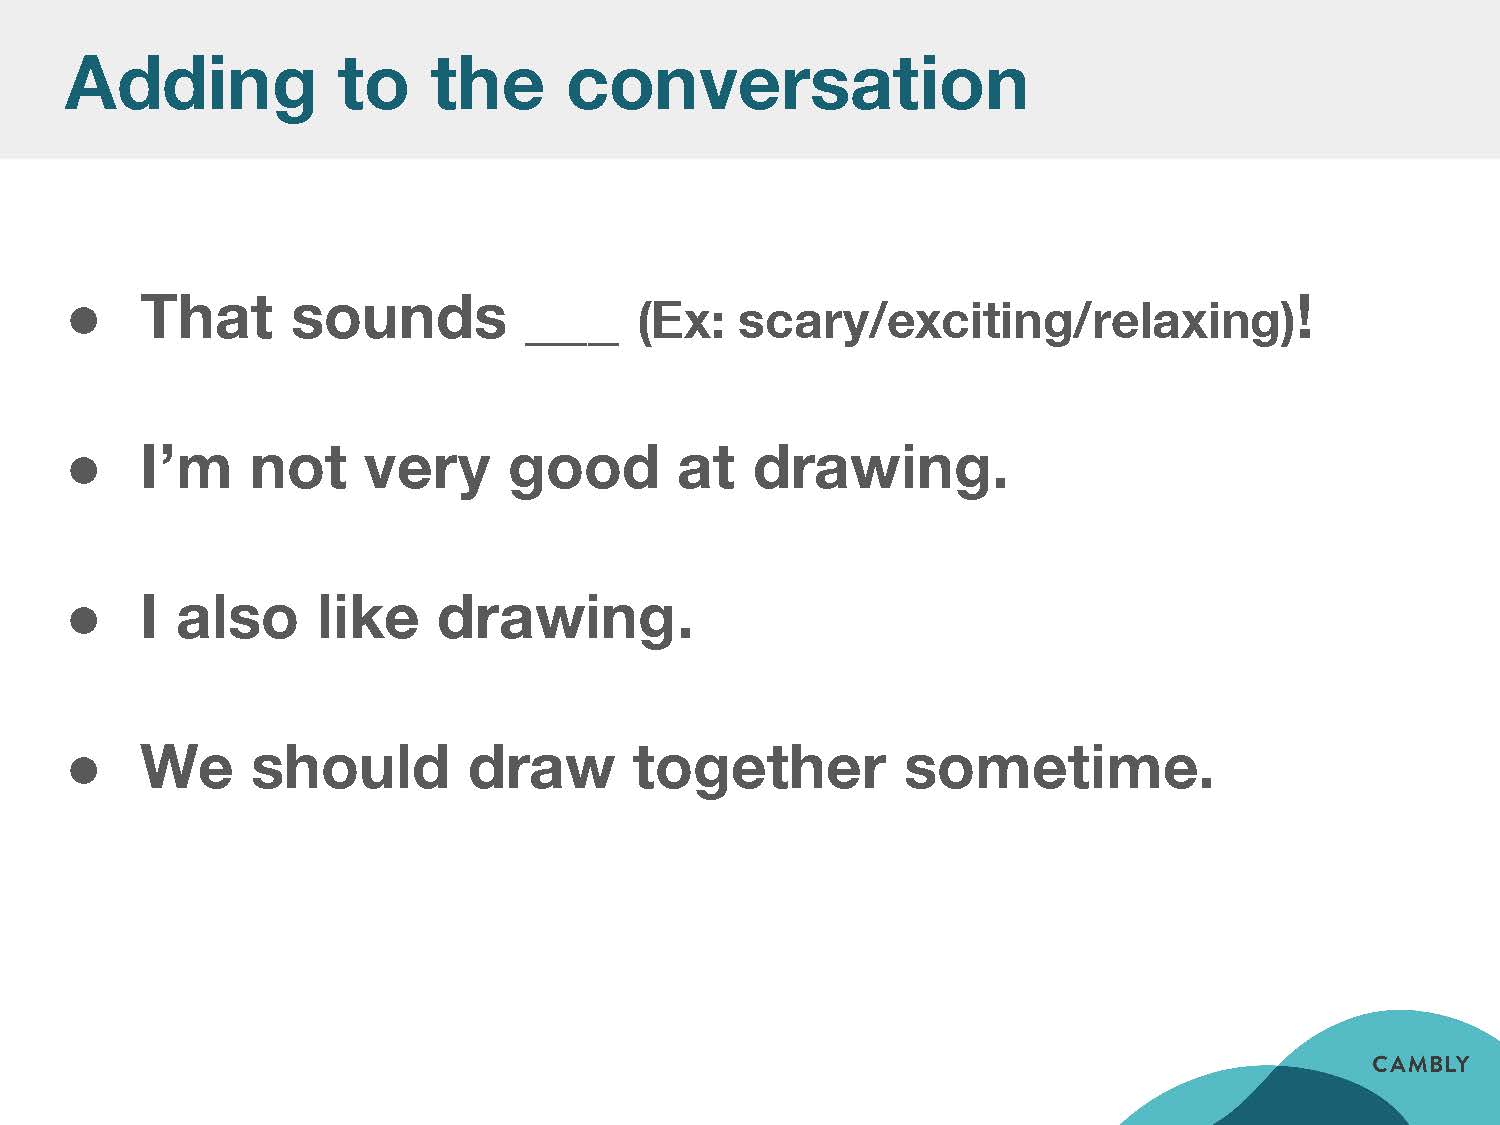 Adding to the conversation
● That sounds ___ (Ex: scary/exciting/relaxing)!
● I’m not very good at drawing.
● I also like drawing.
● We should draw together sometime.
CAMBLY